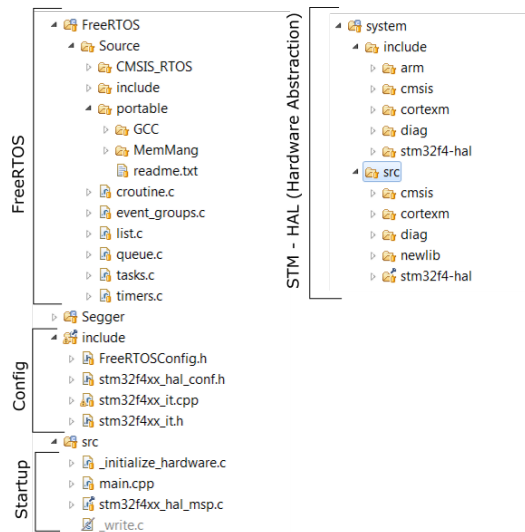 FreeRTOS
FreeRTOS
Source
CMSIS_RTOS
include
portable
GCC
MemMang
readme.txt
croutine.c
event_groups.c
list.c
queue.c
tasks.c
timers.c
Segger
Config
include
FreeRTOSConfig.h
stm32f4xx_hal_conf.h
stm32f4xx_it.cpp
stm32f4xx_it.h
src
Startup
_initialize_hardware.c
main.cpp
stm32f4xx_hal_msp.c
_write.c
STM - HAL (Hardware Abstraction)
system
include
arm
cmsis
cortexm
diag
stm32f4-hal
src
cmsis
cortexm
diag
newlib
stm32f4-hal